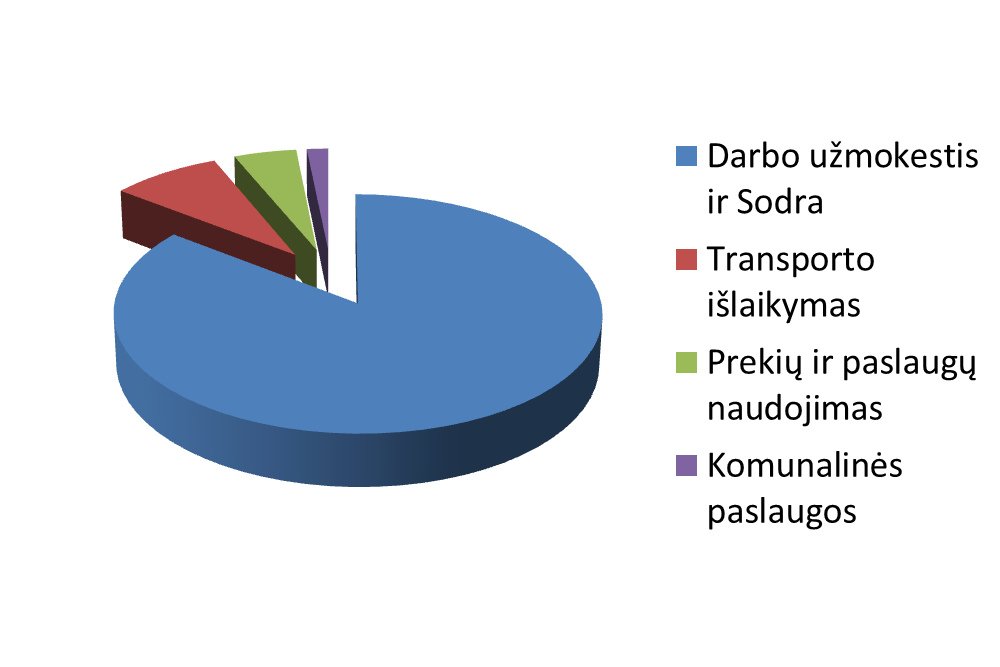 Darbo užmokestis
ir Sodra
Transporto
išlaikymas
Prekių ir paslaugų
naudojimas
Komunalinės
paslaugos